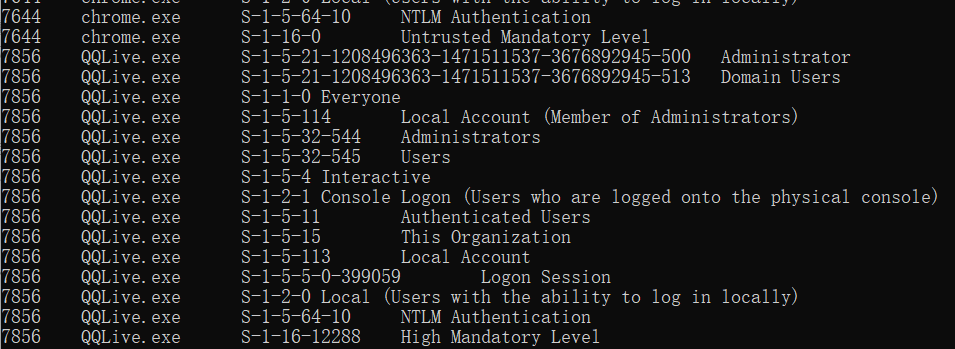 7644 chrome.exe S-1-2-0 Local (Users with the ability to log in locally)
7644 chrome.exe S-1-5-64-10 NTLM Authentication
7644 chrome.exe S-1-16-0 Untrusted Mandatory Level
7856 QQLive.exe S-1-5-21-1208496363-1471511537-3676892945-500 Administrator
7856 QQLive.exe S-1-5-21-1208496363-1471511537-3676892945-513 Domain Users
7856 QQLive.exe S-1-1-0 Everyone
7856 QQLive.exe S-1-5-114 Local Account (Member of Administrators)
7856 QQLive.exe S-1-5-32-544 Administrators
7856 QQLive.exe S-1-5-32-545 Users
7856 QQLive.exe S-1-5-4 Interactive
7856 QQLive.exe S-1-2-1 Console Logon (Users who are logged onto the physical console)
7856 QQLive.exe S-1-5-11 Authenticated Users
7856 QQLive.exe S-1-5-15 This Organization
7856 QQLive.exe S-1-5-113 Local Account
7856 QQLive.exe S-1-5-5-0-399059 Logon Session
7856 QQLive.exe S-1-2-0 Local (Users with the ability to log in locally)
7856 QQLive.exe S-1-5-64-10 NTLM Authentication
7856 QQLive.exe S-1-16-12288 High Mandatory Level